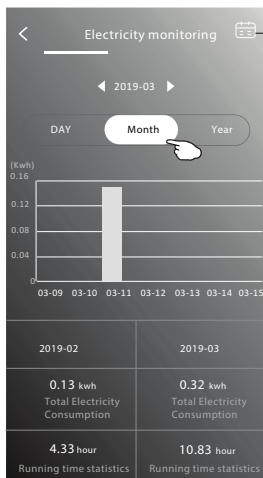 Electricity monitoring
2019-03
DAY Month Year
(Kwh)
0.16
0.12
0.08
0.04
0
03-09 03-10 03-11 03-12 03-13 03-14 03-15
2019-02 2019-03
0.13 kwh 0.32 kwh
Total Electricity Total Electricity
Consumption Consumption
4.33 hour 10.83 hour
Running time statistics Running time statistics